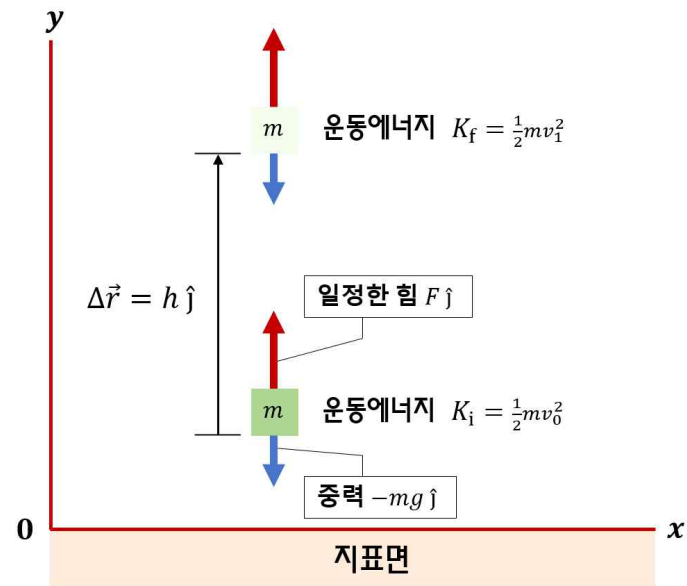 y
m 운동에너지 K_f = ½mv₁²
Δr⃗ = h ĵ
일정한 힘 F ĵ
m 운동에너지 K_i = ½mv₀²
중력 −mg ĵ
0 x
지표면